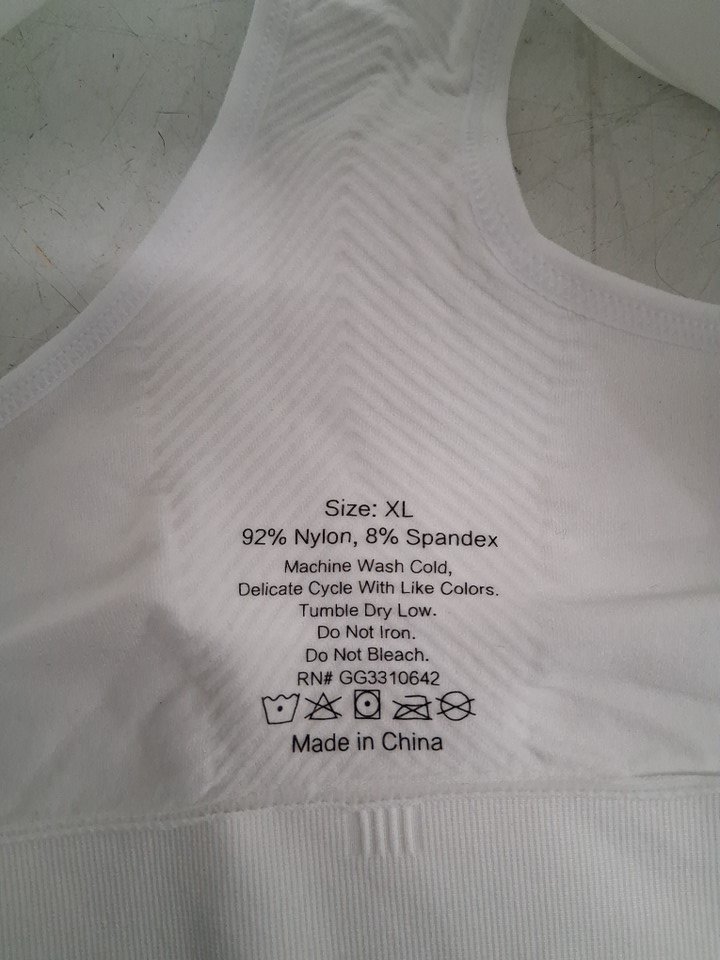 Size: XL
92% Nylon, 8% Spandex
Machine Wash Cold,
Delicate Cycle With Like Colors.
Tumble Dry Low.
Do Not Iron.
Do Not Bleach.
RN# GG3310642
Made in China